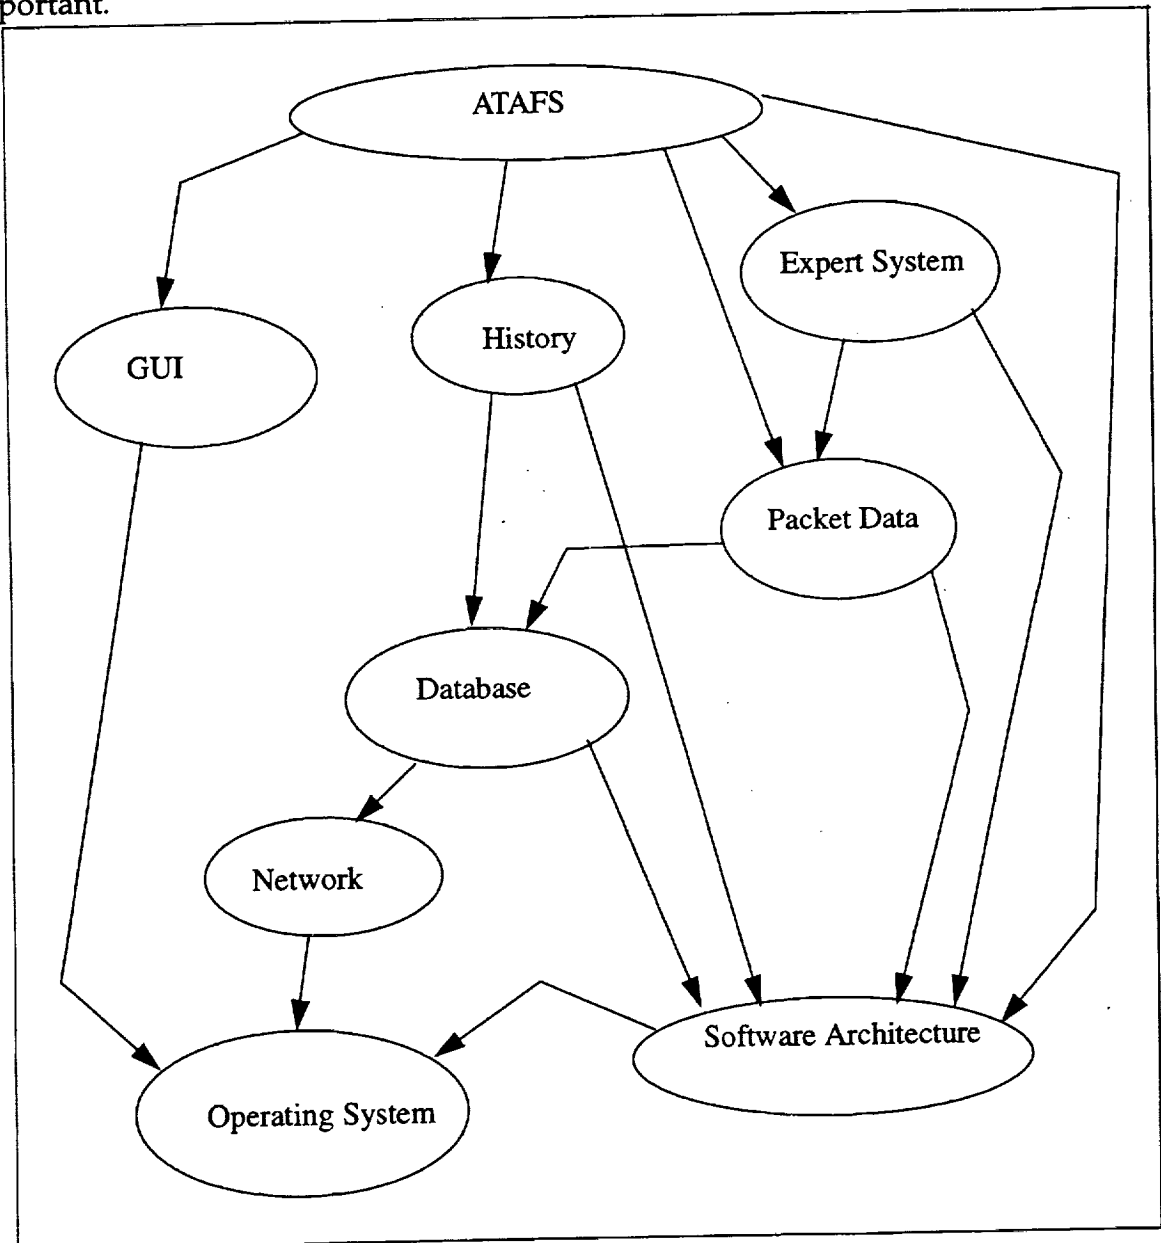 portant.
ATAFS
Expert System
History
GUI
Packet Data
Database
Network
Software Architecture
Operating System